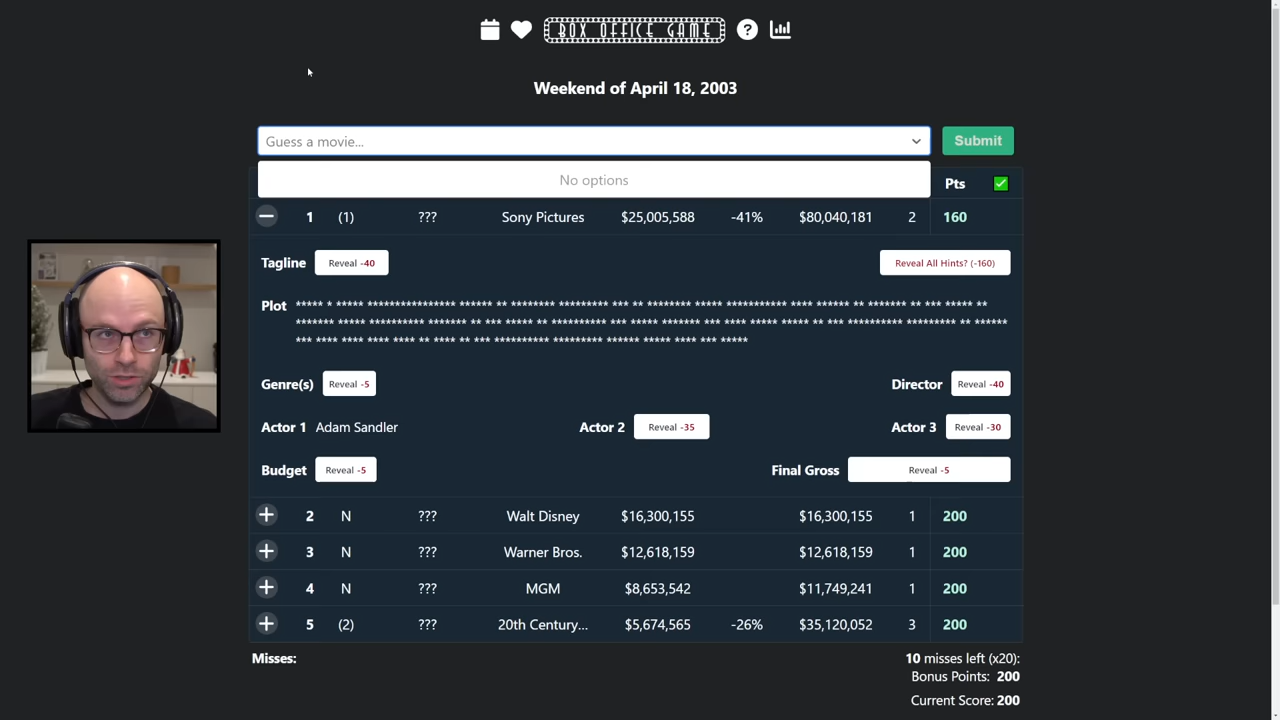 BOX OFFICE GAME ?
Weekend of April 18, 2003
Guess a movie... Submit
No options Pts
1 (1) ??? Sony Pictures $25,005,588 -41% $80,040,181 2 160
Tagline Reveal -40 Reveal All Hints? (-160)
Plot ***** * ***** **************** ****** ** ******** ********* *** ** ******** ***** *********** **** ****** ** ******* ** *** ***** **
******* ***** ********** ******* ** *** ***** ** ********** *** ***** ******* *** **** ***** ***** ** *** ********** ********* ** ******
*** **** **** **** **** ** **** ** *** ********** ********* ****** ***** **** *** *****
Genre(s) Reveal -5 Director Reveal -40
Actor 1 Adam Sandler Actor 2 Reveal -35 Actor 3 Reveal -30
Budget Reveal -5 Final Gross Reveal -5
2 N ??? Walt Disney $16,300,155 $16,300,155 1 200
3 N ??? Warner Bros. $12,618,159 $12,618,159 1 200
4 N ??? MGM $8,653,542 $11,749,241 1 200
5 (2) ??? 20th Century... $5,674,565 -26% $35,120,052 3 200
Misses: 10 misses left (x20):
Bonus Points: 200
Current Score: 200